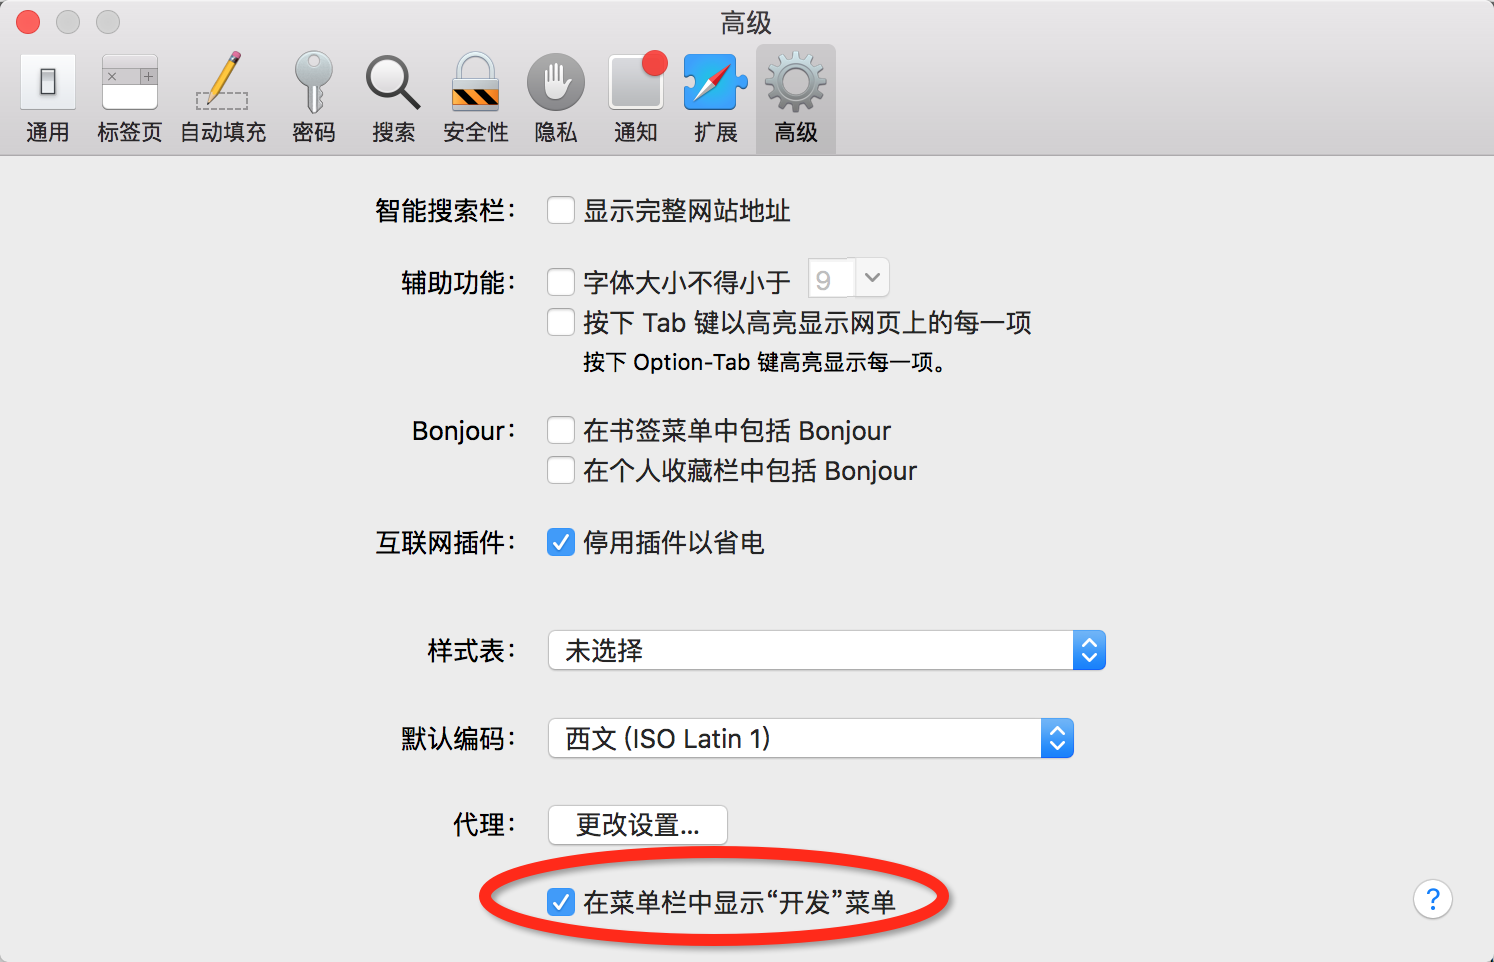 高级
通用 标签页 自动填充 密码 搜索 安全性 隐私 通知 扩展 高级
智能搜索栏： 显示完整网站地址
辅助功能： 字体大小不得小于 9
按下 Tab 键以高亮显示网页上的每一项
按下 Option-Tab 键高亮显示每一项。
Bonjour： 在书签菜单中包括 Bonjour
在个人收藏栏中包括 Bonjour
互联网插件： 停用插件以省电
样式表： 未选择
默认编码： 西文 (ISO Latin 1)
代理： 更改设置...
在菜单栏中显示“开发”菜单
?